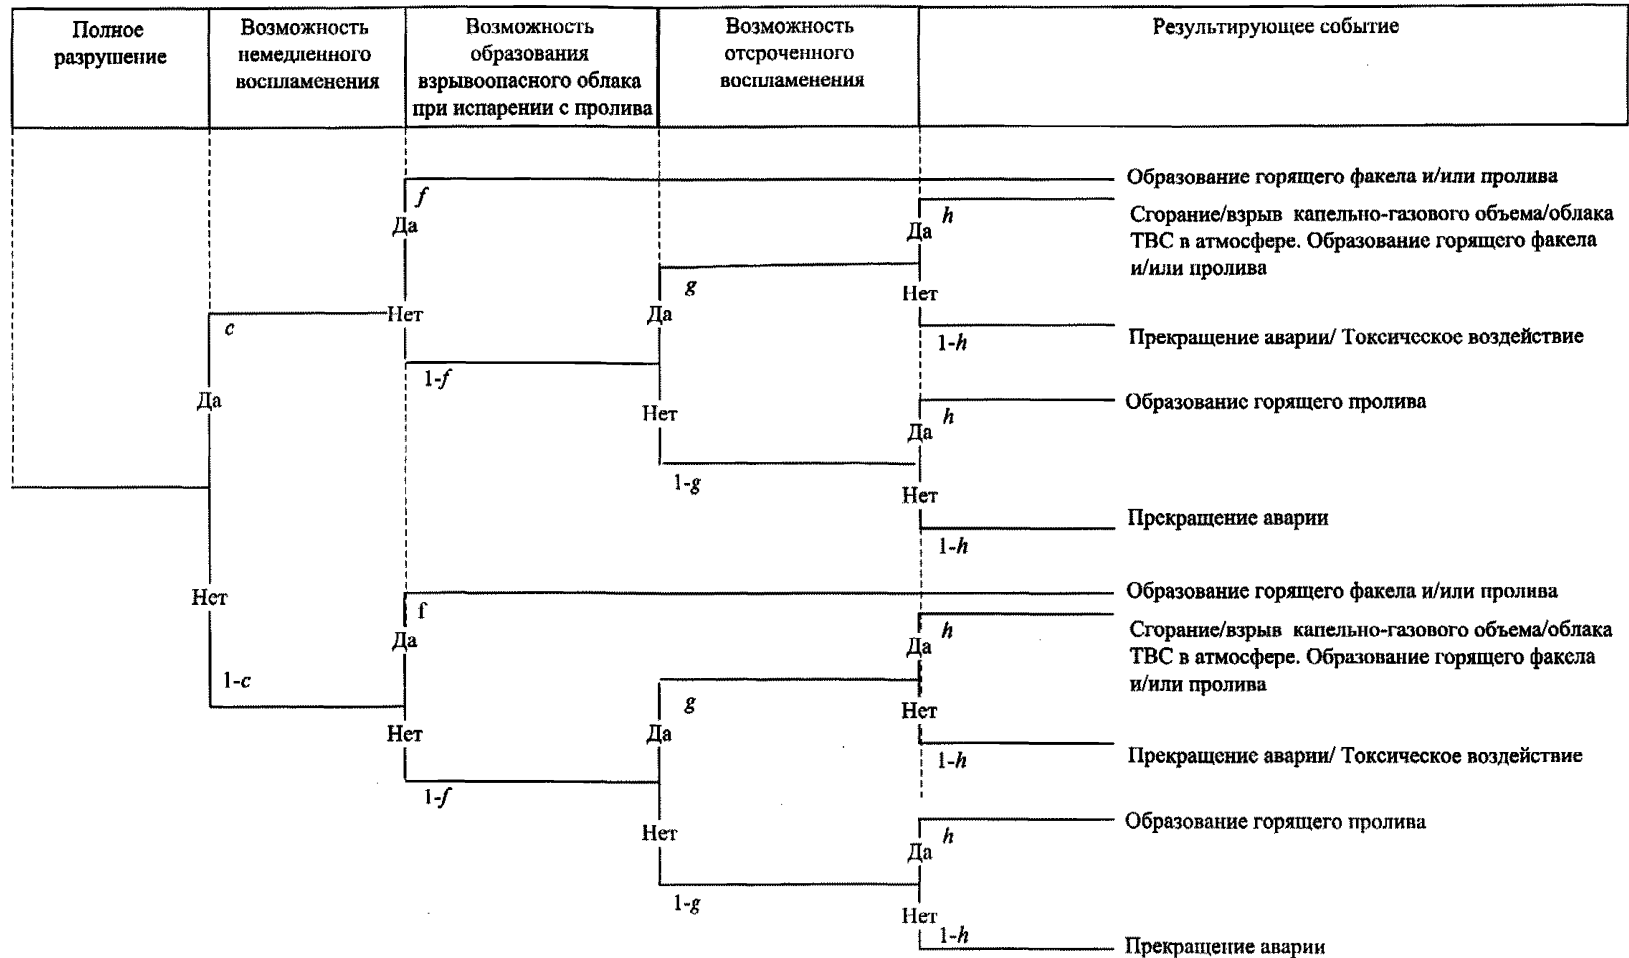 Полное
разрушение
Возможность
немедленного
воспламенения
Возможность
образования
взрывоопасного облака
при испарении с пролива
Возможность
отсроченного
воспламенения
Результирующее событие
f
Образование горящего факела и/или пролива
Да
h
Сгорание/взрыв капельно-газового объема/облака
ТВС в атмосфере. Образование горящего факела
и/или пролива
Да
g
Нет
c
Нет
Да
1-h
Прекращение аварии/ Токсическое воздействие
1-f
Да
Нет
h
Образование горящего пролива
Да
1-g
Нет
Прекращение аварии
1-h
Нет
f
Образование горящего факела и/или пролива
Да
h
Сгорание/взрыв капельно-газового объема/облака
ТВС в атмосфере. Образование горящего факела
и/или пролива
Да
1-c
g
Нет
Нет
Да
1-h
Прекращение аварии/ Токсическое воздействие
1-f
Нет
h
Образование горящего пролива
Да
1-g
Нет
1-h
Прекращение аварии